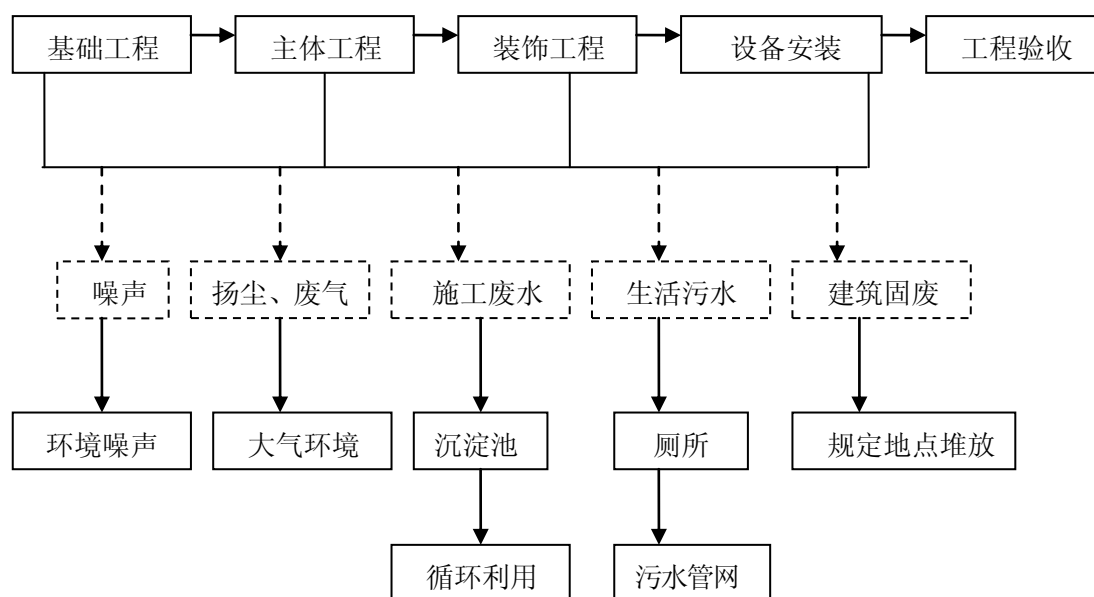 基础工程
主体工程
装饰工程
设备安装
工程验收
噪声
扬尘、废气
施工废水
生活污水
建筑固废
环境噪声
大气环境
沉淀池
厕所
规定地点堆放
循环利用
污水管网